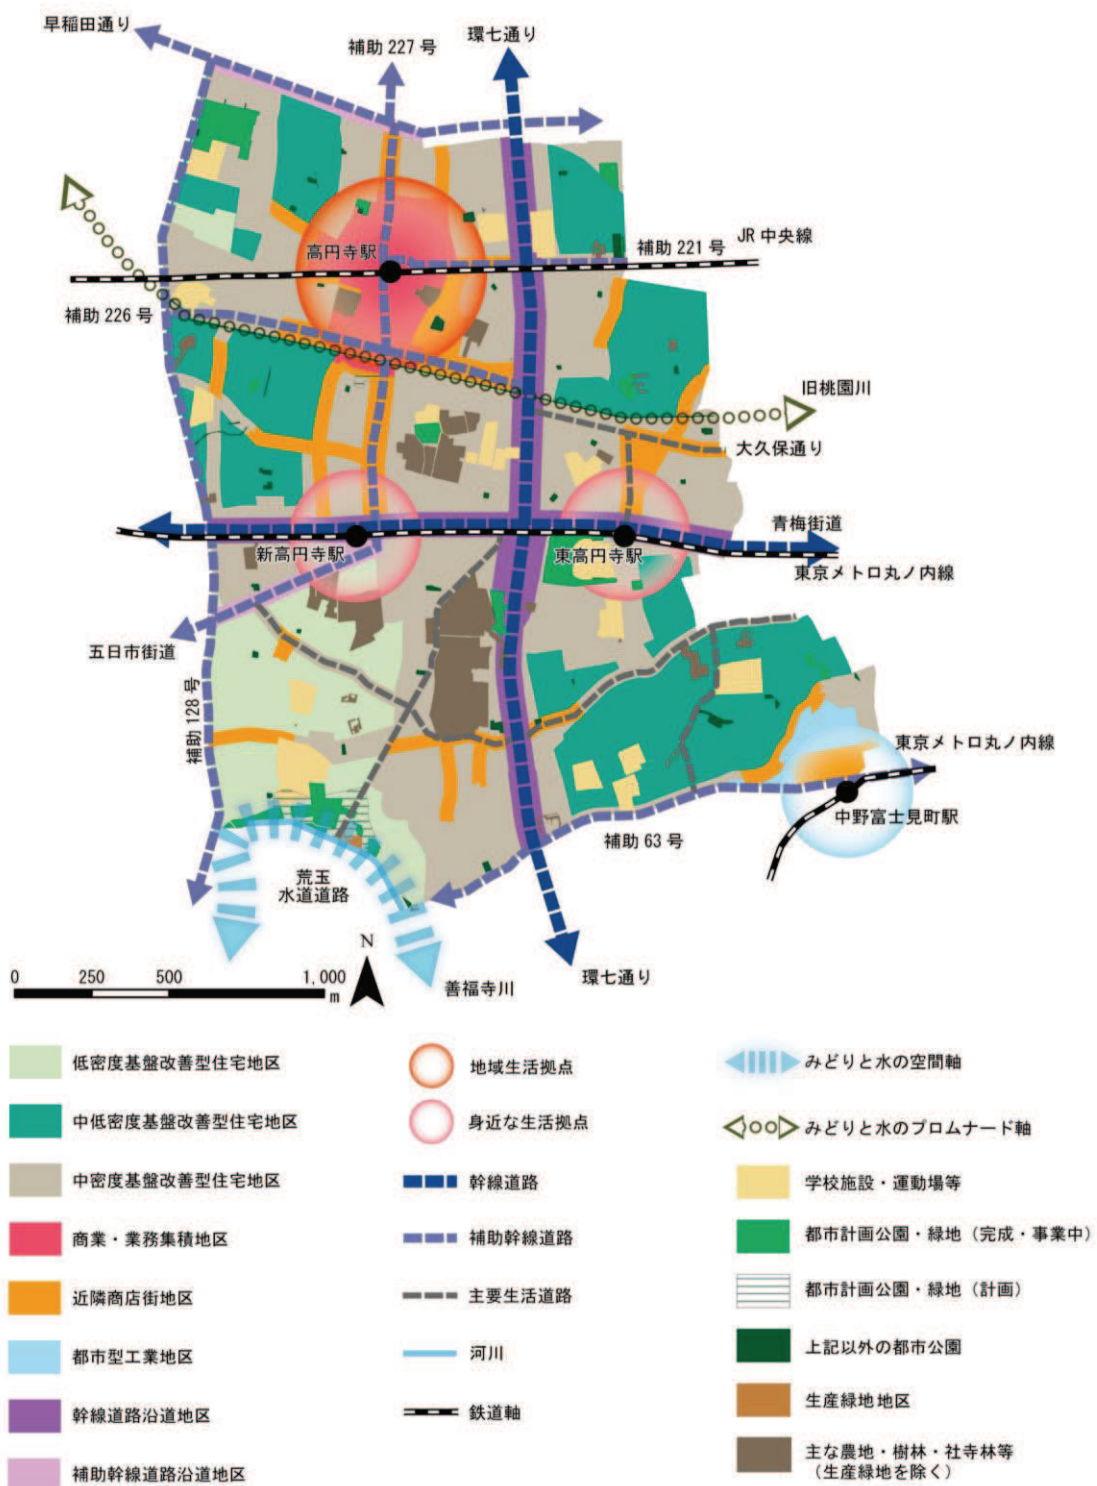 早稲田通り
補助 227 号
環七通り
高円寺駅
JR 中央線
補助 221 号
補助 226 号
旧桃園川
大久保通り
青梅街道
新高円寺駅
東高円寺駅
東京メトロ丸ノ内線
五日市街道
補助 128 号
東京メトロ丸ノ内線
中野富士見町駅
補助 63 号
荒玉
水道道路
N
0 250 500 1,000
m
善福寺川
環七通り
低密度基盤改善型住宅地区
中低密度基盤改善型住宅地区
中密度基盤改善型住宅地区
商業・業務集積地区
近隣商店街地区
都市型工業地区
幹線道路沿道地区
補助幹線道路沿道地区
地域生活拠点
身近な生活拠点
幹線道路
補助幹線道路
主要生活道路
河川
鉄道軸
みどりと水の空間軸
みどりと水のプロムナード軸
学校施設・運動場等
都市計画公園・緑地（完成・事業中）
都市計画公園・緑地（計画）
上記以外の都市公園
生産緑地地区
主な農地・樹林・社寺林等
（生産緑地を除く）